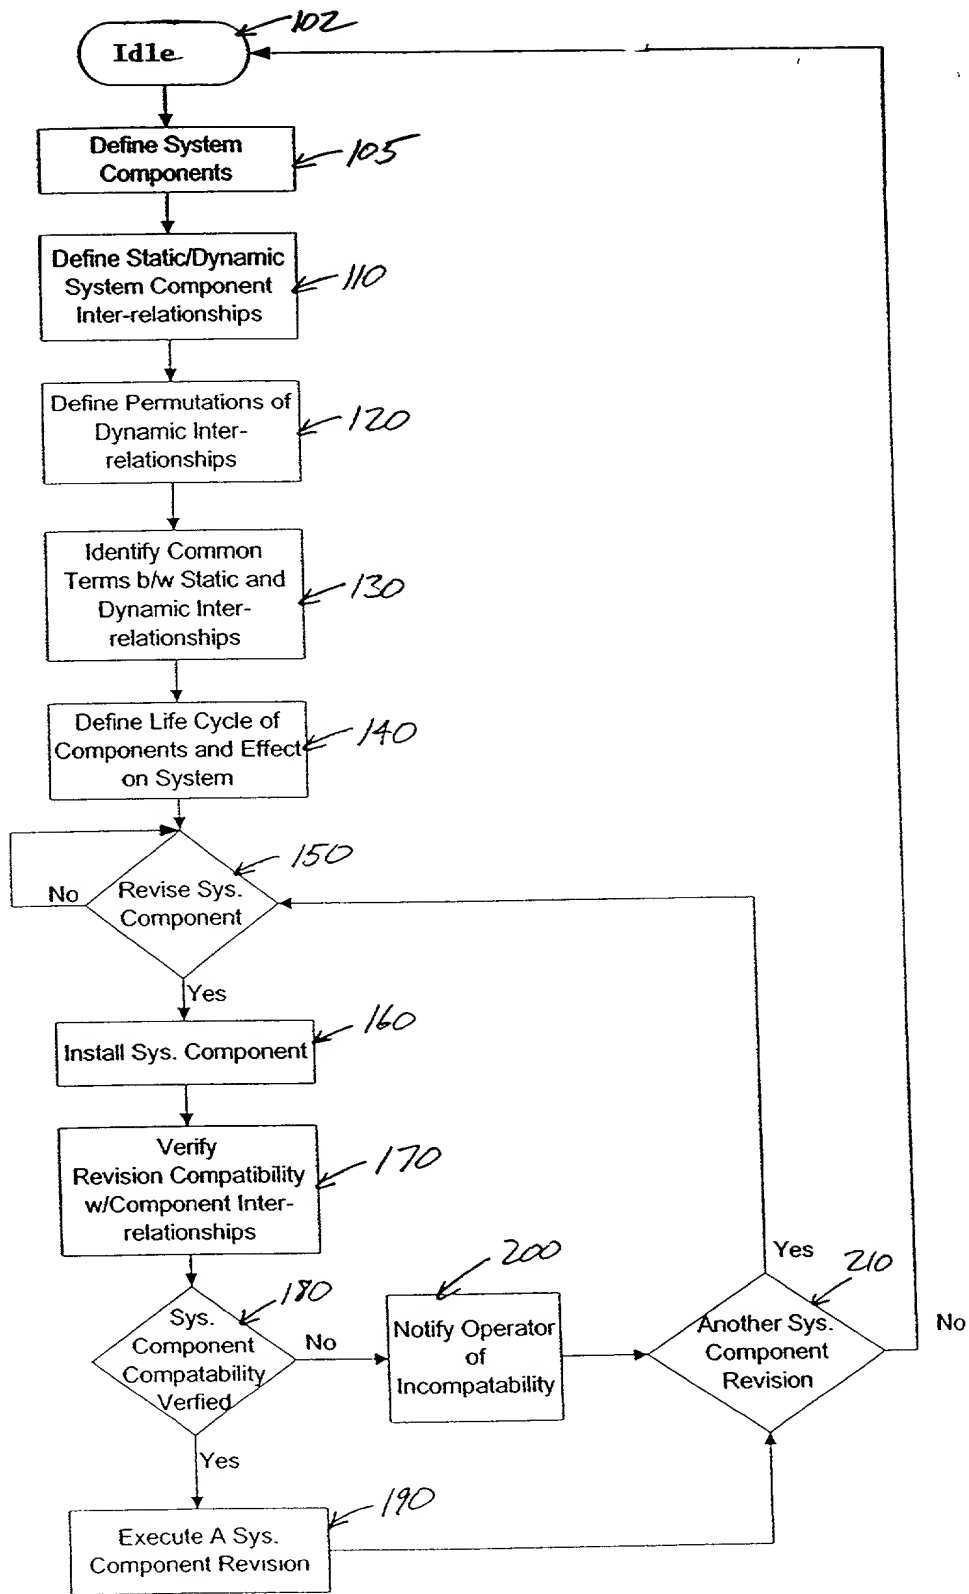 102
Idle
Define System
Components
105
Define Static/Dynamic
System Component
Inter-relationships
110
Define Permutations of
Dynamic Inter-
relationships
120
Identify Common
Terms b/w Static and
Dynamic Inter-
relationships
130
Define Life Cycle of
Components and Effect
on System
140
150
No
Revise Sys.
Component
Yes
160
Install Sys. Component
Verify
Revision Compatibility
w/Component Inter-
relationships
170
180
Sys.
Component
Compatability
Verfied
No
200
Notify Operator
of
Incompatability
Yes
210
Another Sys.
Component
Revision
No
Yes
190
Execute A Sys.
Component Revision